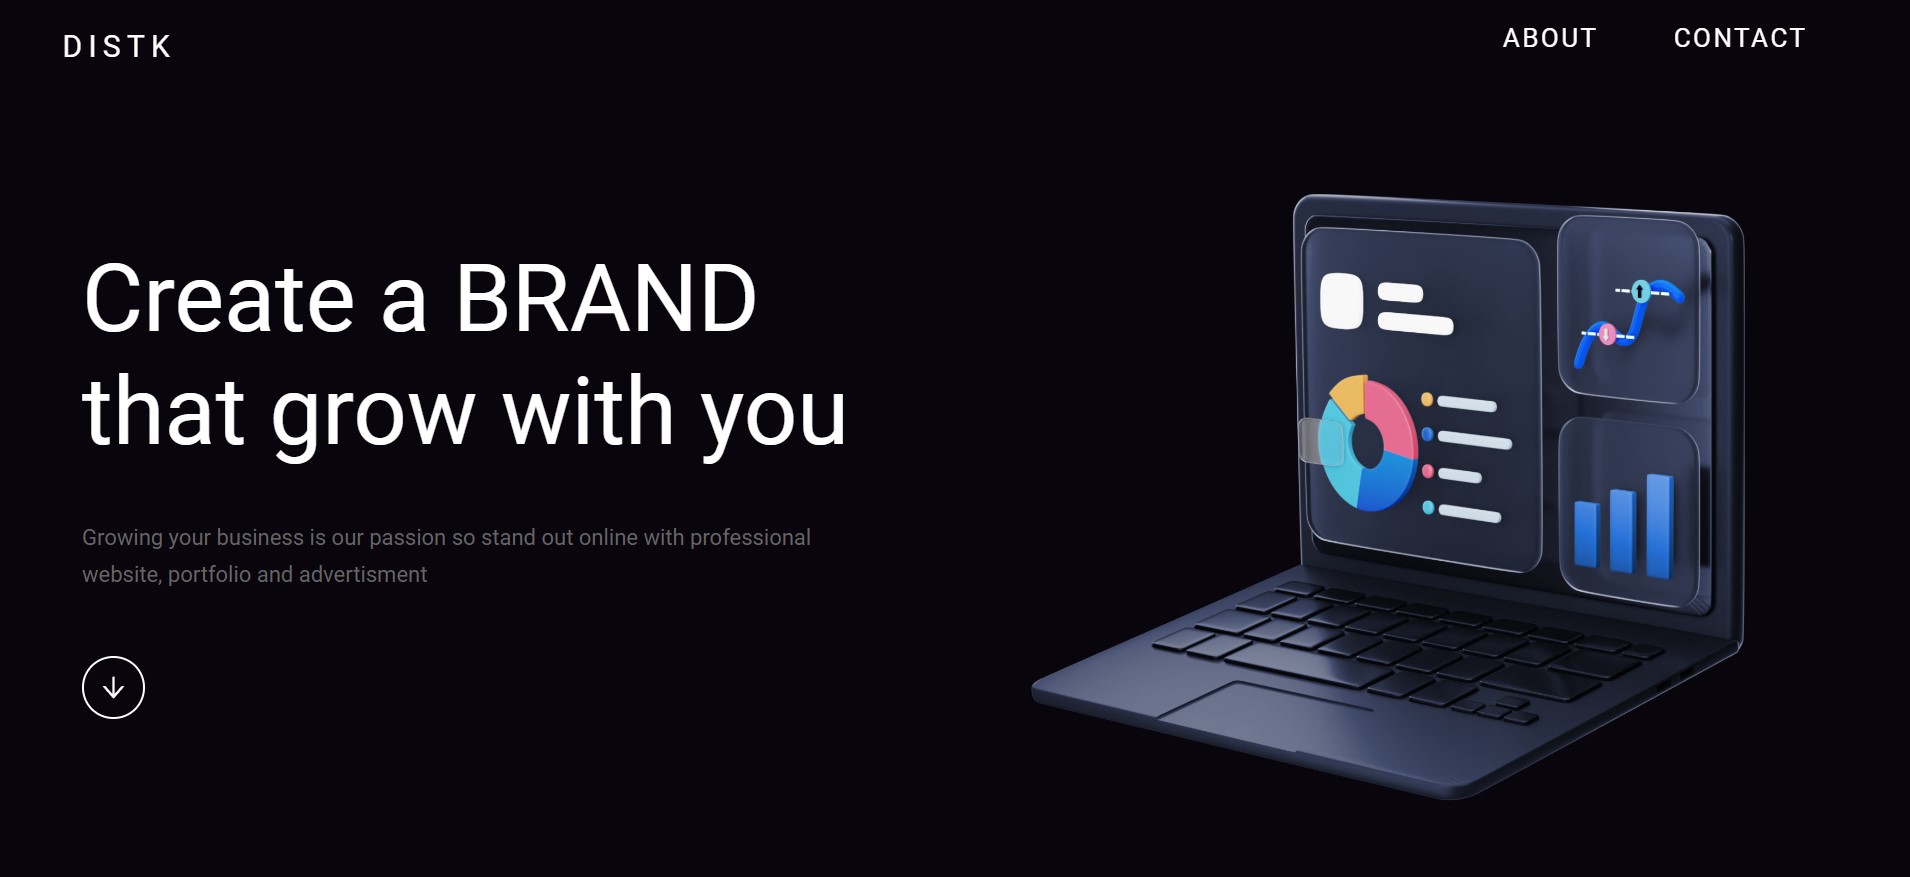 DISTK
ABOUT CONTACT
Create a BRAND
that grow with you
Growing your business is our passion so stand out online with professional
website, portfolio and advertisment